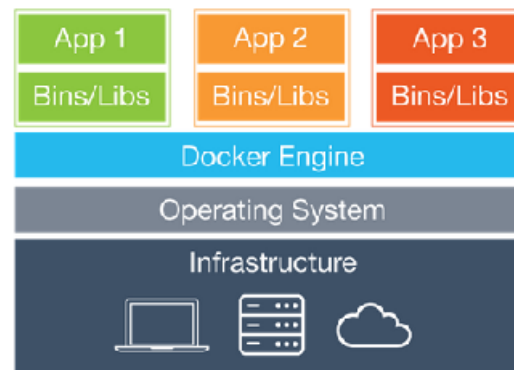 App 1 App 2 App 3
Bins/Libs Bins/Libs Bins/Libs
Docker Engine
Operating System
Infrastructure